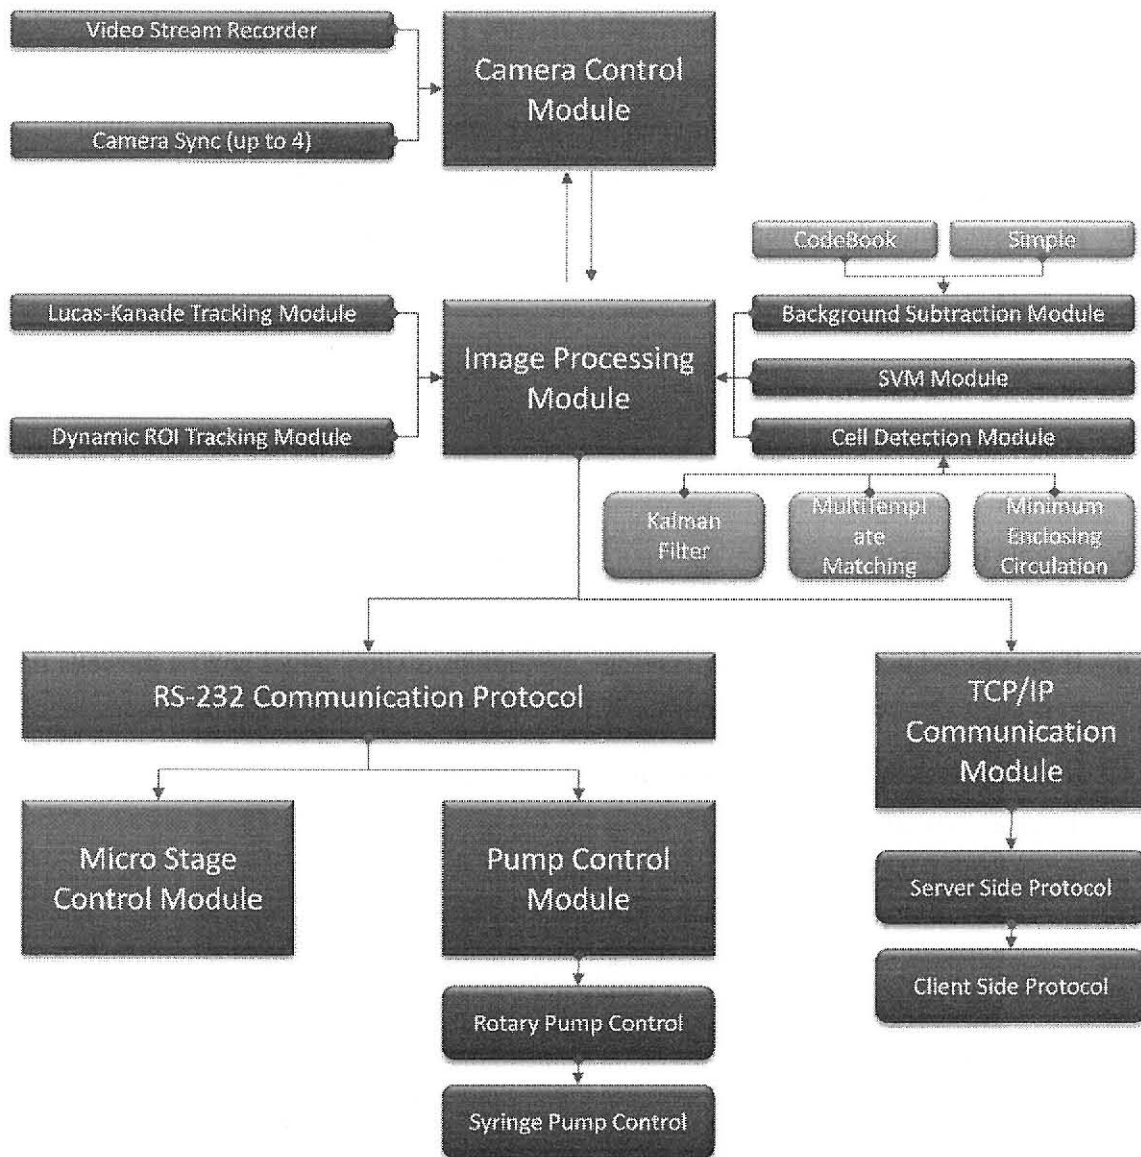 Video Stream Recorder
Camera Control
Module
Camera Sync (up to 4)
CodeBook
Simple
Lucas-Kanade Tracking Module
Image Processing
Module
Background Subtraction Module
SVM Module
Dynamic ROI Tracking Module
Cell Detection Module
Kalman
Filter
MultiTempl
ate
Matching
Minimum
Enclosing
Circulation
RS-232 Communication Protocol
TCP/IP
Communication
Module
Micro Stage
Control Module
Pump Control
Module
Server Side Protocol
Client Side Protocol
Rotary Pump Control
Syringe Pump Control